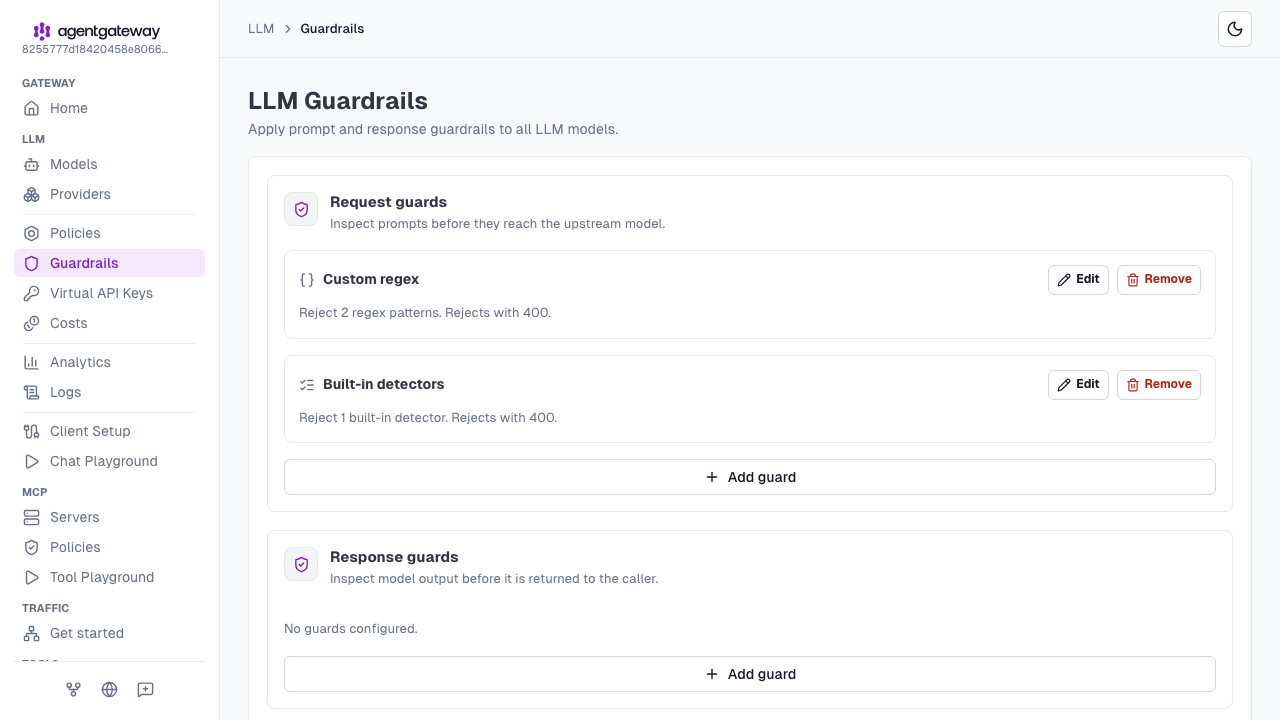 agentgateway
8255777d18420458e8066...
GATEWAY
Home
LLM
Models
Providers
Policies
Guardrails
Virtual API Keys
Costs
Analytics
Logs
Client Setup
Chat Playground
MCP
Servers
Policies
Tool Playground
TRAFFIC
Get started
LLM > Guardrails
LLM Guardrails
Apply prompt and response guardrails to all LLM models.
Request guards
Inspect prompts before they reach the upstream model.
Custom regex
Edit
Remove
Reject 2 regex patterns. Rejects with 400.
Built-in detectors
Edit
Remove
Reject 1 built-in detector. Rejects with 400.
Add guard
Response guards
Inspect model output before it is returned to the caller.
No guards configured.
Add guard